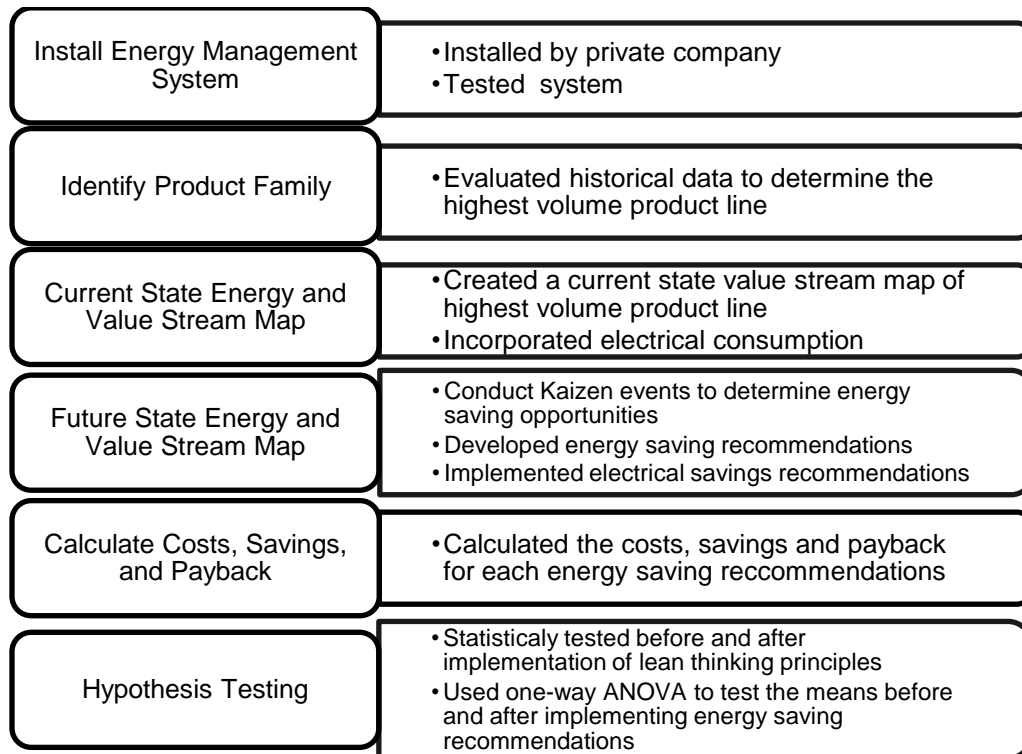 Install Energy Management
System
•Installed by private company
•Tested system
Identify Product Family
•Evaluated historical data to determine the
highest volume product line
Current State Energy and
Value Stream Map
•Created a current state value stream map of
highest volume product line
•Incorporated electrical consumption
Future State Energy and
Value Stream Map
•Conduct Kaizen events to determine energy
saving opportunities
•Developed energy saving recommendations
•Implemented electrical savings recommendations
Calculate Costs, Savings,
and Payback
•Calculated the costs, savings and payback
for each energy saving reccommendations
Hypothesis Testing
•Statisticaly tested before and after
implementation of lean thinking principles
•Used one-way ANOVA to test the means before
and after implementing energy saving
recommendations